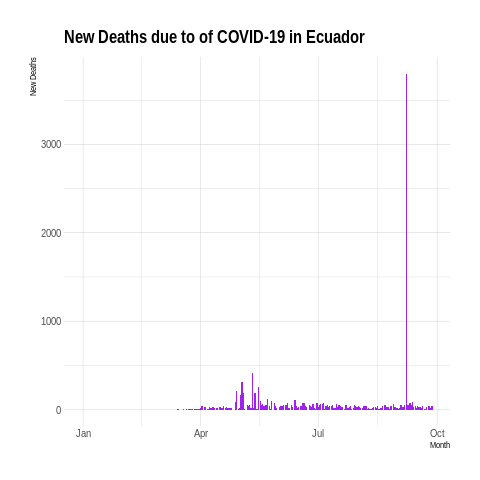 New Deaths due to of COVID-19 in Ecuador
New Deaths
3000
2000
1000
0
Jan
Apr
Jul
Oct
Month